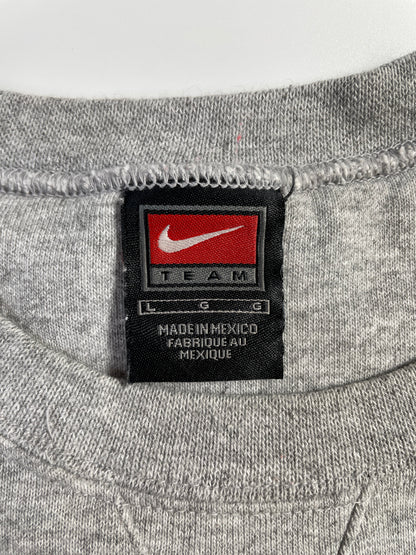 TEAM
L G G
MADE IN MEXICO
FABRIQUE AU
MEXIQUE